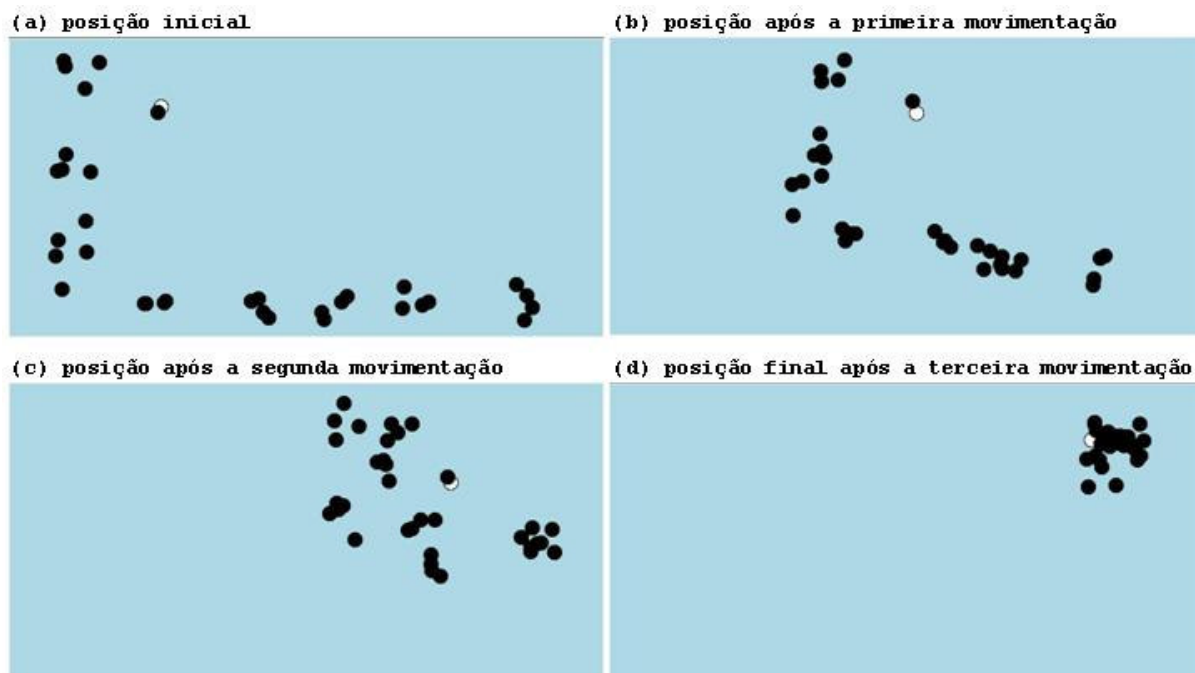 (a) posição inicial
(b) posição após a primeira movimentação
(c) posição após a segunda movimentação
(d) posição final após a terceira movimentação